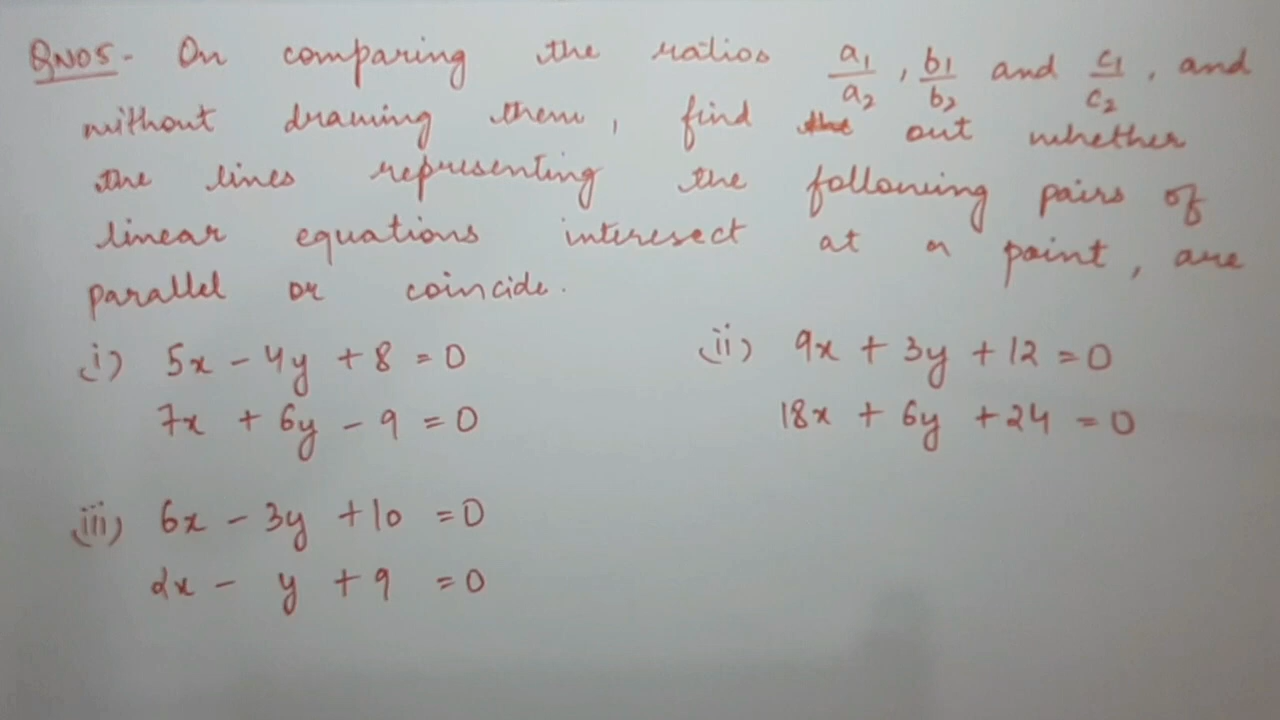 QNO5- On comparing the ratios a1/a2, b1/b2 and c1/c2, and
without drawing them, find the out whether
the lines representing the following pairs of
linear equations interesect at a point, are
parallel or coincide.
(i) 5x - 4y + 8 = 0
7x + 6y - 9 = 0
(ii) 9x + 3y + 12 = 0
18x + 6y + 24 = 0
(iii) 6x - 3y + 10 = 0
2x - y + 9 = 0